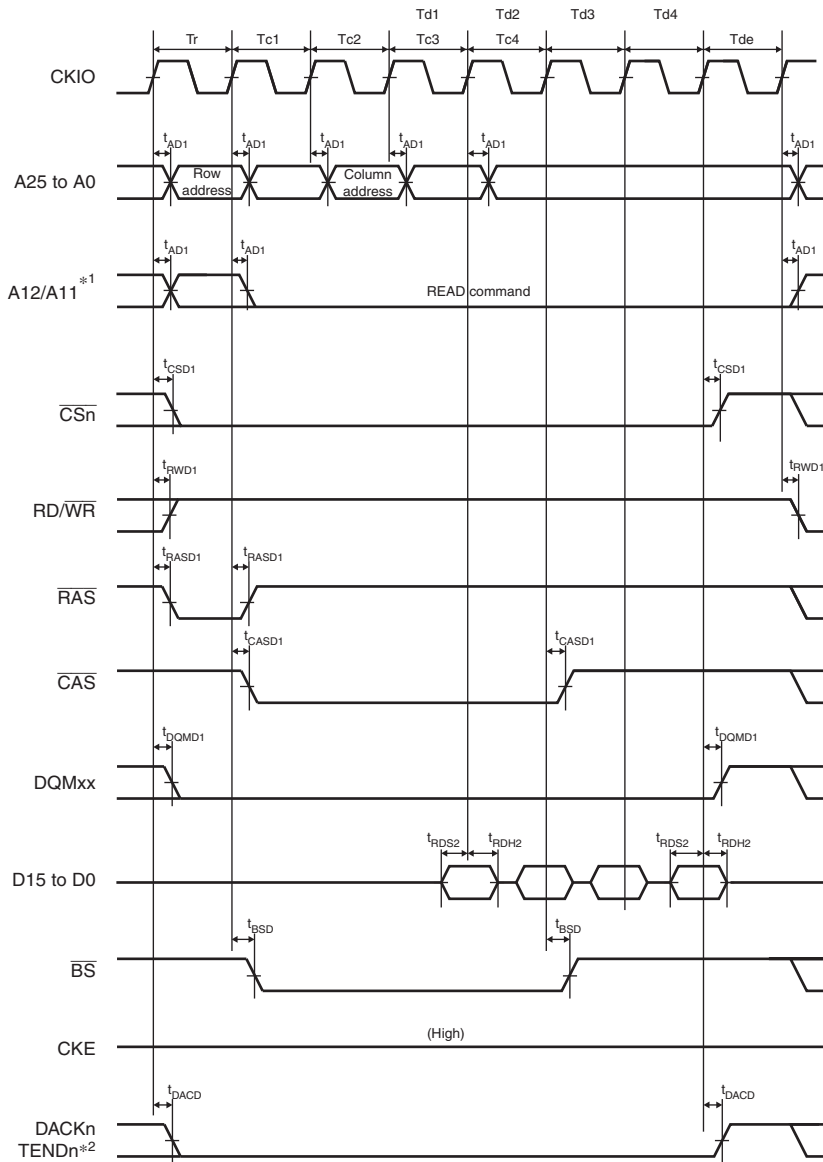 Td1 Td2 Td3 Td4
Tr Tc1 Tc2 Tc3 Tc4 Tde
CKIO
tAD1 tAD1 tAD1 tAD1 tAD1 tAD1
A25 to A0
Row address
Column address
tAD1 tAD1 tAD1
A12/A11*1
READ command
tCSD1 tCSD1
CSn
tRWD1 tRWD1
RD/WR
tRASD1 tRASD1
RAS
tCASD1 tCASD1
CAS
tDQMD1 tDQMD1
DQMxx
tRDS2 tRDH2 tRDS2 tRDH2
D15 to D0
tBSD tBSD
BS
(High)
CKE
tDACD tDACD
DACKn
TENDn*2